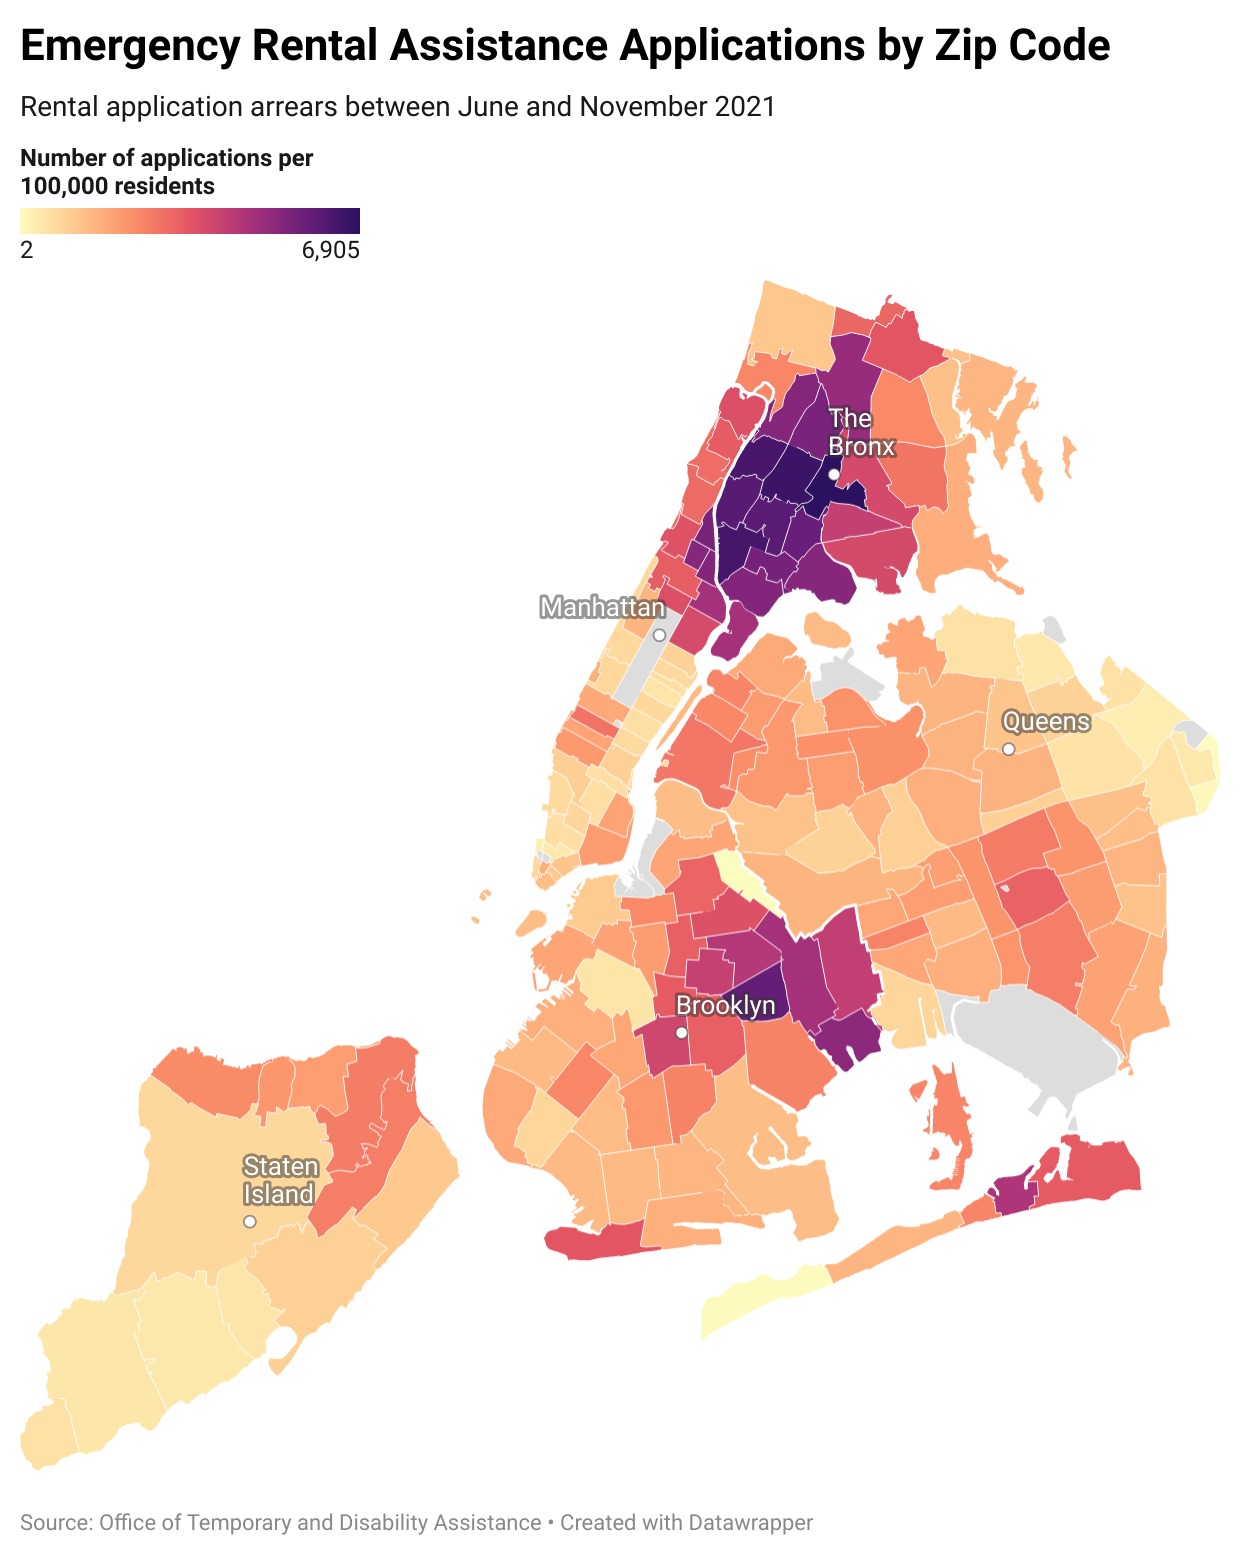 Emergency Rental Assistance Applications by Zip Code
Rental application arrears between June and November 2021
Number of applications per
100,000 residents
2
6,905
The
Bronx
Manhattan
Queens
Brooklyn
Staten
Island
Source: Office of Temporary and Disability Assistance • Created with Datawrapper